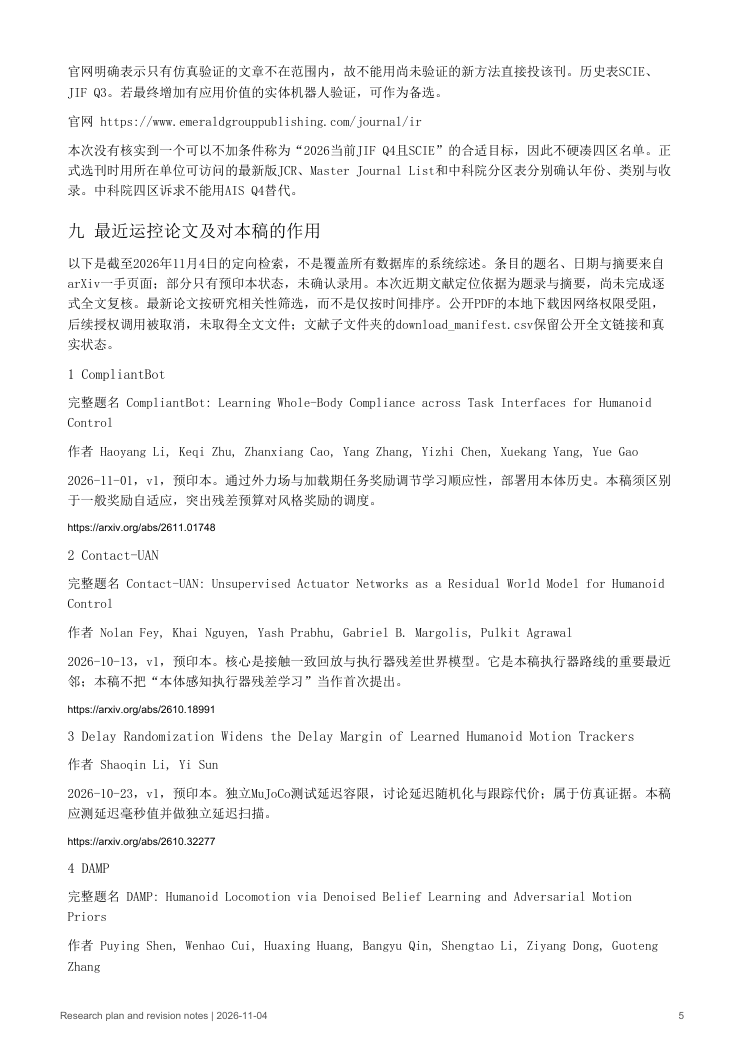 官网明确表示只有仿真验证的文章不在范围内，故不能用尚未验证的新方法直接投该刊。历史表SCIE、
JIF Q3。若最终增加有应用价值的实体机器人验证，可作为备选。
官网 https://www.emeraldgrouppublishing.com/journal/ir
本次没有核实到一个可以不加条件称为“2026当前JIF Q4且SCIE”的合适目标，因此不硬凑四区名单。正
式选刊时用所在单位可访问的最新版JCR、Master Journal List和中科院分区表分别确认年份、类别与收
录。中科院四区诉求不能用AIS Q4替代。
九 最近运控论文及对本稿的作用
以下是截至2026年11月4日的定向检索，不是覆盖所有数据库的系统综述。条目的题名、日期与摘要来自
arXiv一手页面；部分只有预印本状态，未确认录用。本次近期文献定位依据为题录与摘要，尚未完成逐
式全文复核。最新论文按研究相关性筛选，而不是仅按时间排序。公开PDF的本地下载因网络权限受阻，
后续授权调用被取消，未取得全文文件；文献子文件夹的download_manifest.csv保留公开全文链接和真
实状态。
1 CompliantBot
完整题名 CompliantBot: Learning Whole-Body Compliance across Task Interfaces for Humanoid
Control
作者 Haoyang Li, Keqi Zhu, Zhanxiang Cao, Yang Zhang, Yizhi Chen, Xuekang Yang, Yue Gao
2026-11-01，v1，预印本。通过外力场与加载期任务奖励调节学习顺应性，部署用本体历史。本稿须区别
于一般奖励自适应，突出残差预算对风格奖励的调度。
https://arxiv.org/abs/2611.01748
2 Contact-UAN
完整题名 Contact-UAN: Unsupervised Actuator Networks as a Residual World Model for Humanoid
Control
作者 Nolan Fey, Khai Nguyen, Yash Prabhu, Gabriel B. Margolis, Pulkit Agrawal
2026-10-13，v1，预印本。核心是接触一致回放与执行器残差世界模型。它是本稿执行器路线的重要最近
邻；本稿不把“本体感知执行器残差学习”当作首次提出。
https://arxiv.org/abs/2610.18991
3 Delay Randomization Widens the Delay Margin of Learned Humanoid Motion Trackers
作者 Shaoqin Li, Yi Sun
2026-10-23，v1，预印本。独立MuJoCo测试延迟容限，讨论延迟随机化与跟踪代价；属于仿真证据。本稿
应测延迟毫秒值并做独立延迟扫描。
https://arxiv.org/abs/2610.32277
4 DAMP
完整题名 DAMP: Humanoid Locomotion via Denoised Belief Learning and Adversarial Motion
Priors
作者 Puying Shen, Wenhao Cui, Huaxing Huang, Bangyu Qin, Shengtao Li, Ziyang Dong, Guoteng
Zhang
Research plan and revision notes | 2026-11-04
5